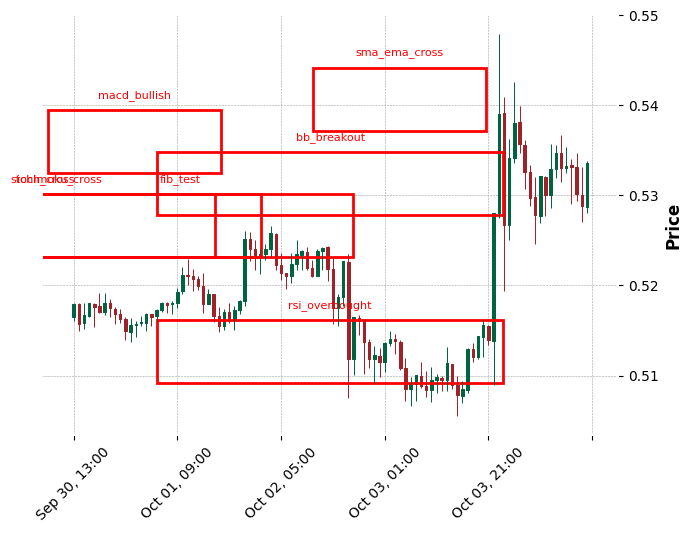 0.55
sma_ema_cross
0.54
macd_bullish
bb_breakout
fib_test
0.53
Price
0.52
rsi_overbought
0.51
Sep 30, 13:00
Oct 01, 09:00
Oct 02, 05:00
Oct 03, 01:00
Oct 03, 21:00